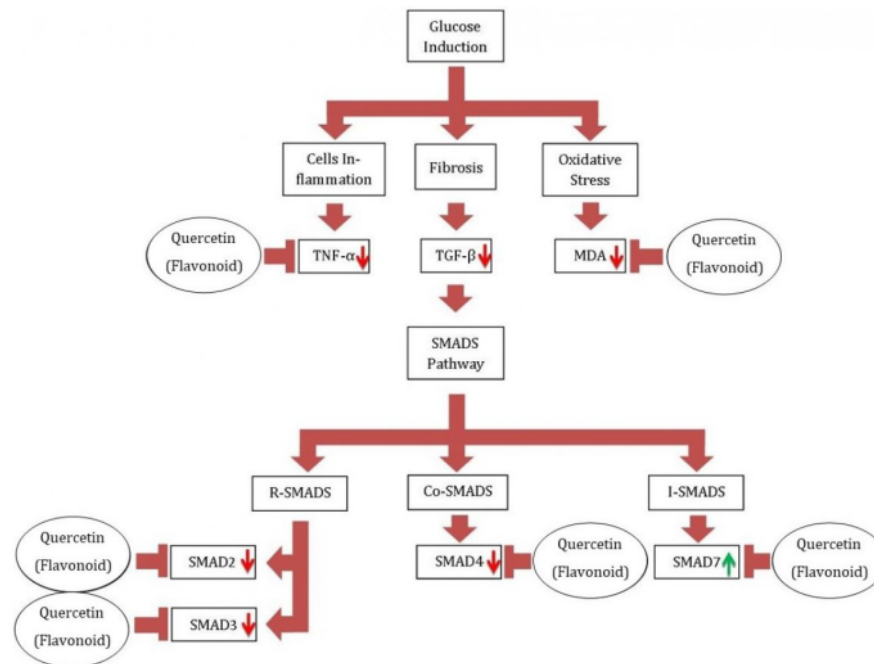 Glucose
Induction
Cells In-
flammation
Fibrosis
Oxidative
Stress
Quercetin
(Flavonoid)
TNF-α
TGF-β
MDA
Quercetin
(Flavonoid)
SMADS
Pathway
R-SMADS
Co-SMADS
I-SMADS
Quercetin
(Flavonoid)
SMAD2
SMAD4
Quercetin
(Flavonoid)
SMAD7
Quercetin
(Flavonoid)
Quercetin
(Flavonoid)
SMAD3